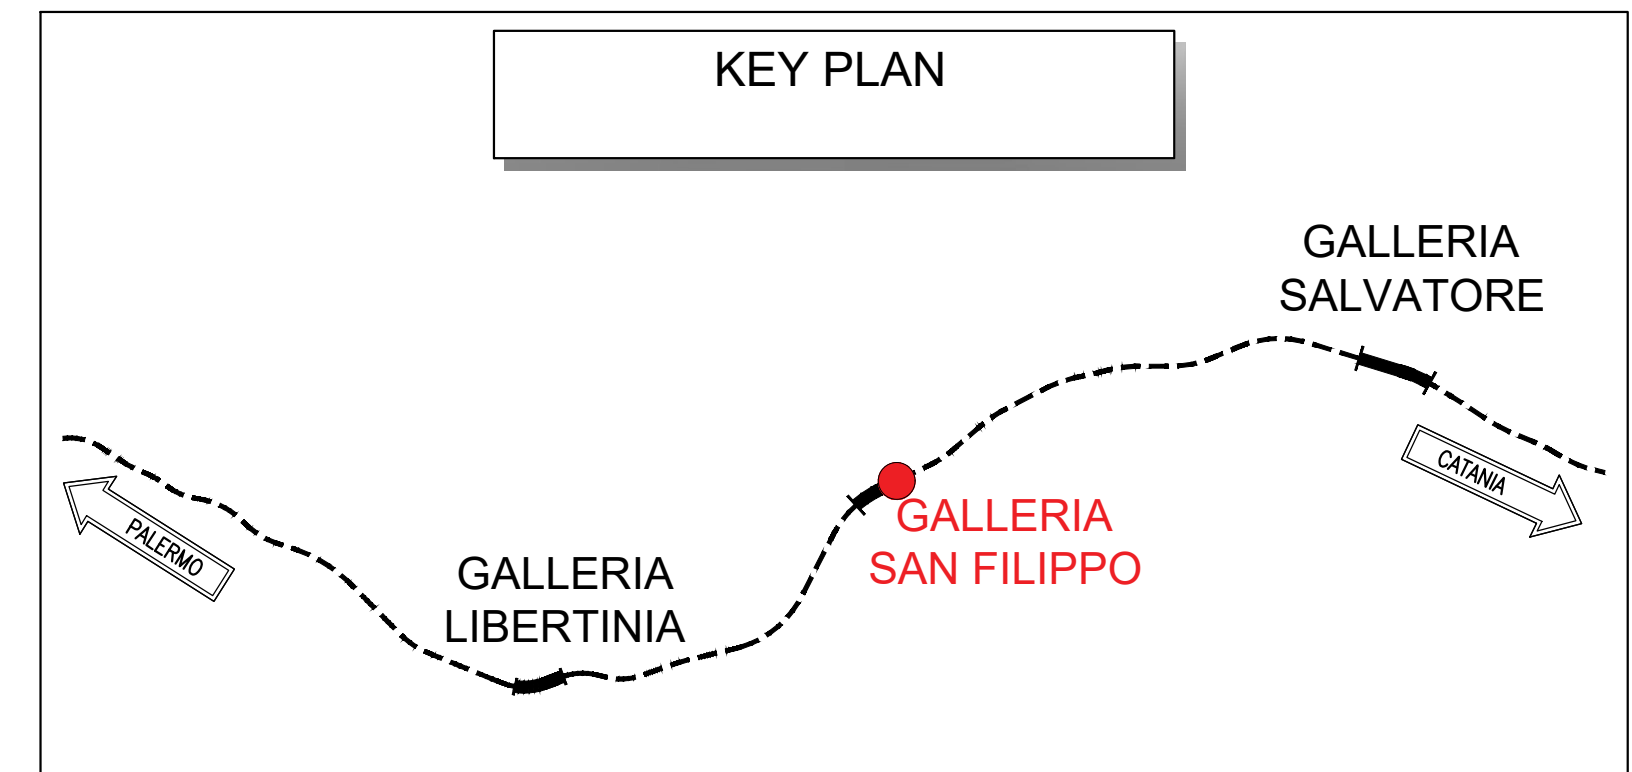 KEY PLAN
GALLERIA
SALVATORE
CATANIA
GALLERIA
SAN FILIPPO
PALERMO
GALLERIA
LIBERTINIA